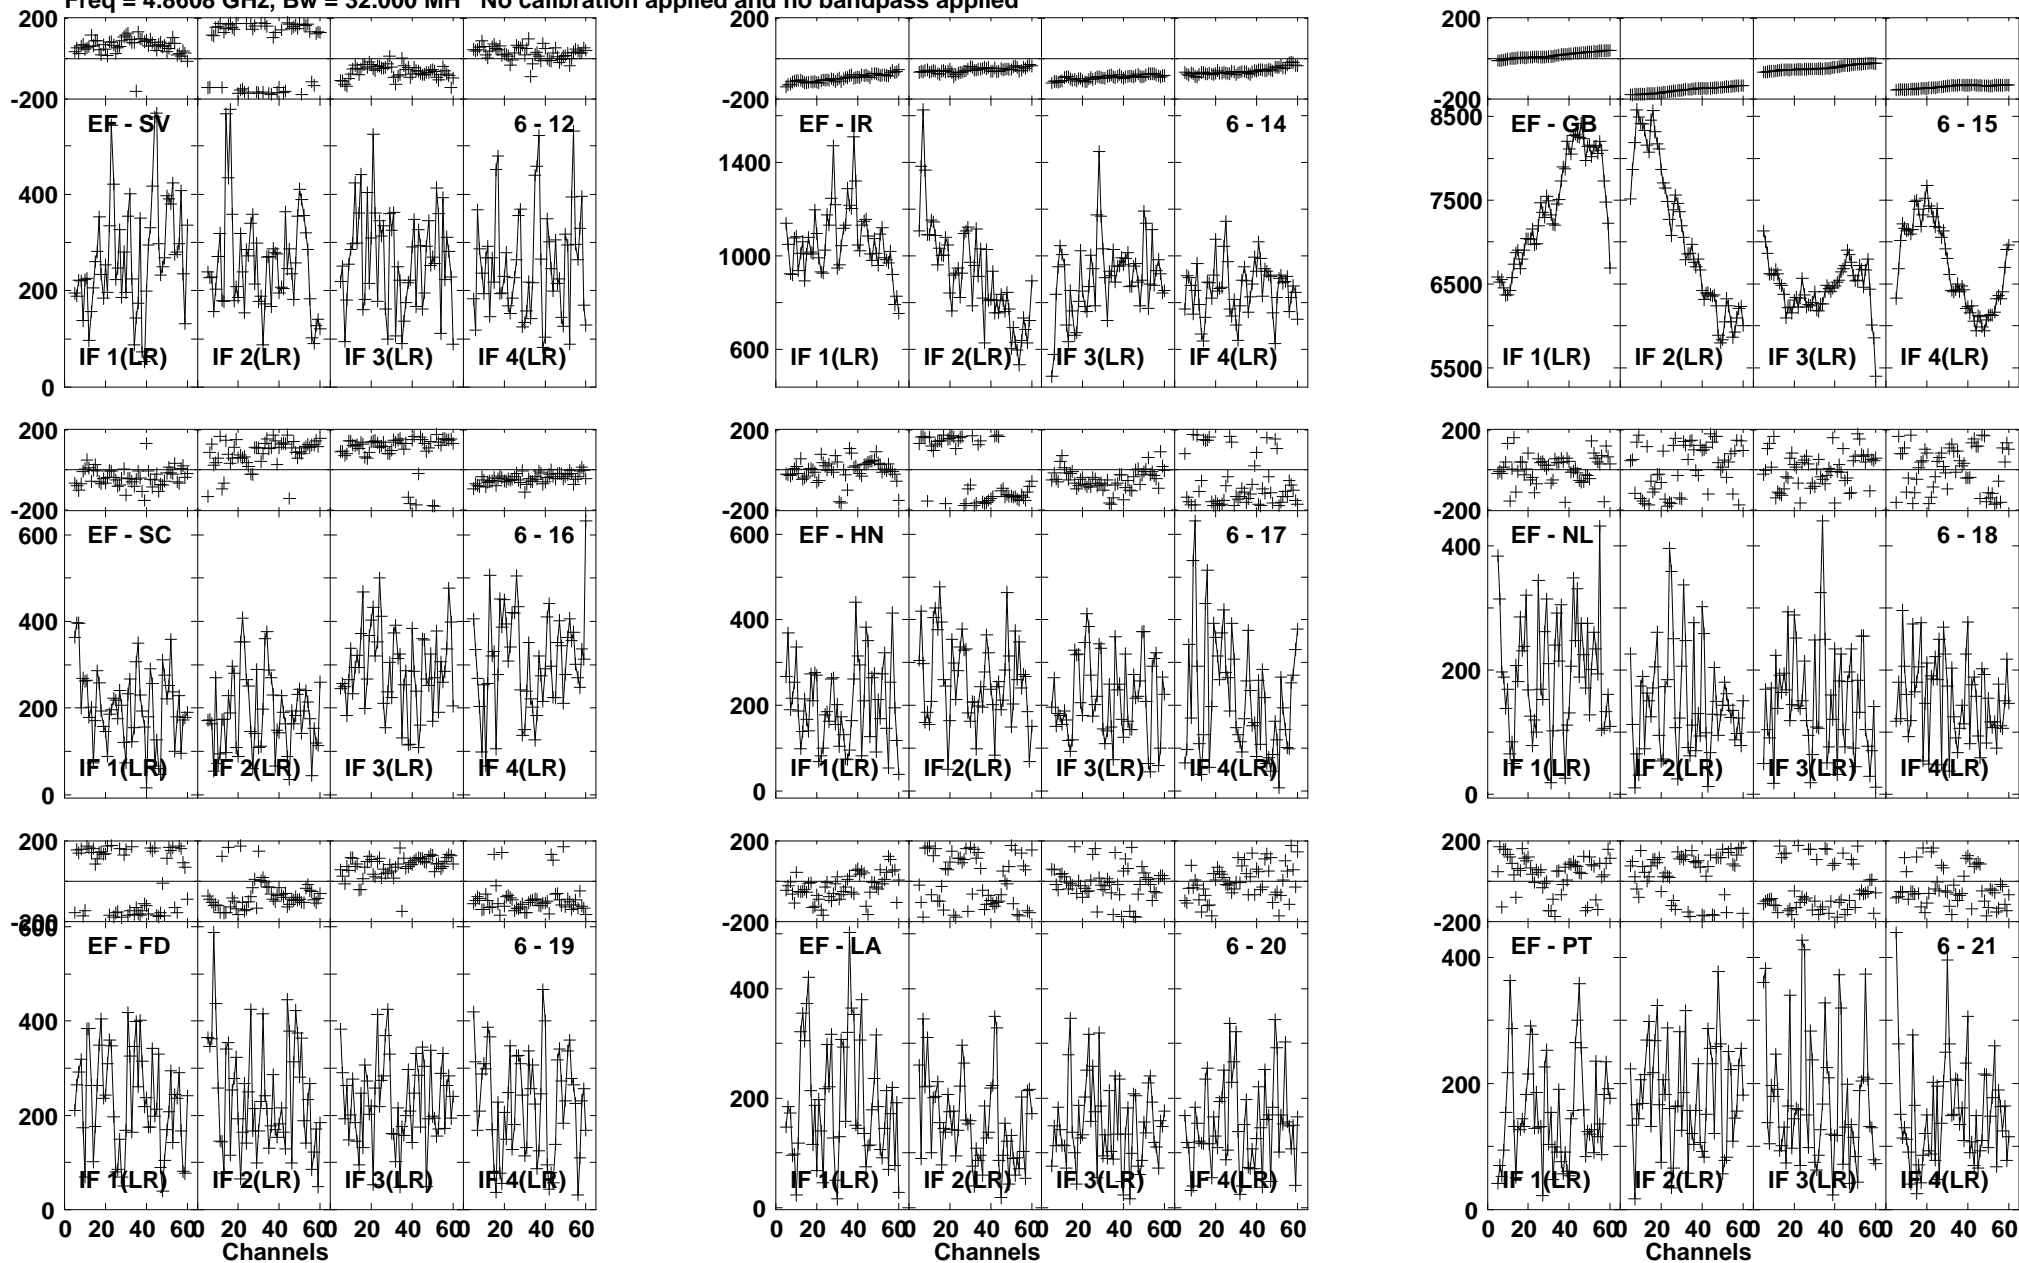 Freq = 4.8608 GHz, Bw = 32.000 MH No calibration applied and no bandpass applied
200
-200
EF - SV
6 - 12
400
200
0
IF 1(LR)
IF 2(LR)
IF 3(LR)
IF 4(LR)
200
-200
EF - IR
6 - 14
1400
1000
600
IF 1(LR)
IF 2(LR)
IF 3(LR)
IF 4(LR)
200
-200
8500
EF - GB
6 - 15
7500
6500
5500
IF 1(LR)
IF 2(LR)
IF 3(LR)
IF 4(LR)
200
-200
600
EF - SC
6 - 16
400
200
0
IF 1(LR)
IF 2(LR)
IF 3(LR)
IF 4(LR)
200
-200
600
EF - HN
6 - 17
400
200
0
IF 1(LR)
IF 2(LR)
IF 3(LR)
IF 4(LR)
200
-200
EF - NL
6 - 18
400
200
0
IF 1(LR)
IF 2(LR)
IF 3(LR)
IF 4(LR)
200
-200
600
EF - FD
6 - 19
400
200
0
IF 1(LR)
IF 2(LR)
IF 3(LR)
IF 4(LR)
0 20 40 60 0 20 40 60 0 20 40 60 0 20 40 60
Channels
200
-200
EF - LA
6 - 20
400
200
0
IF 1(LR)
IF 2(LR)
IF 3(LR)
IF 4(LR)
0 20 40 60 0 20 40 60 0 20 40 60 0 20 40 60
Channels
200
-200
EF - PT
6 - 21
400
200
0
IF 1(LR)
IF 2(LR)
IF 3(LR)
IF 4(LR)
0 20 40 60 0 20 40 60 0 20 40 60 0 20 40 60
Channels